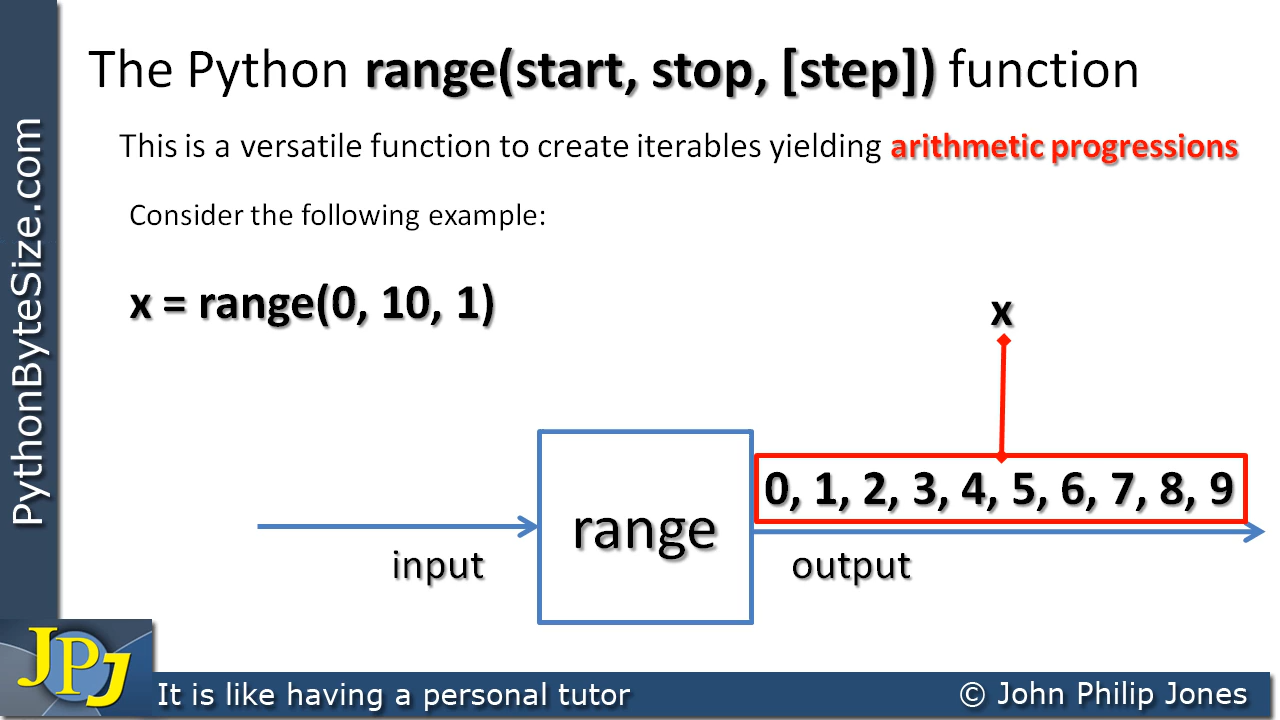 The Python range(start, stop, [step]) function
This is a versatile function to create iterables yielding arithmetic progressions
Consider the following example:
x = range(0, 10, 1)
x
0, 1, 2, 3, 4, 5, 6, 7, 8, 9
range
input
output
PythonByteSize.com
JPJ
It is like having a personal tutor
© John Philip Jones